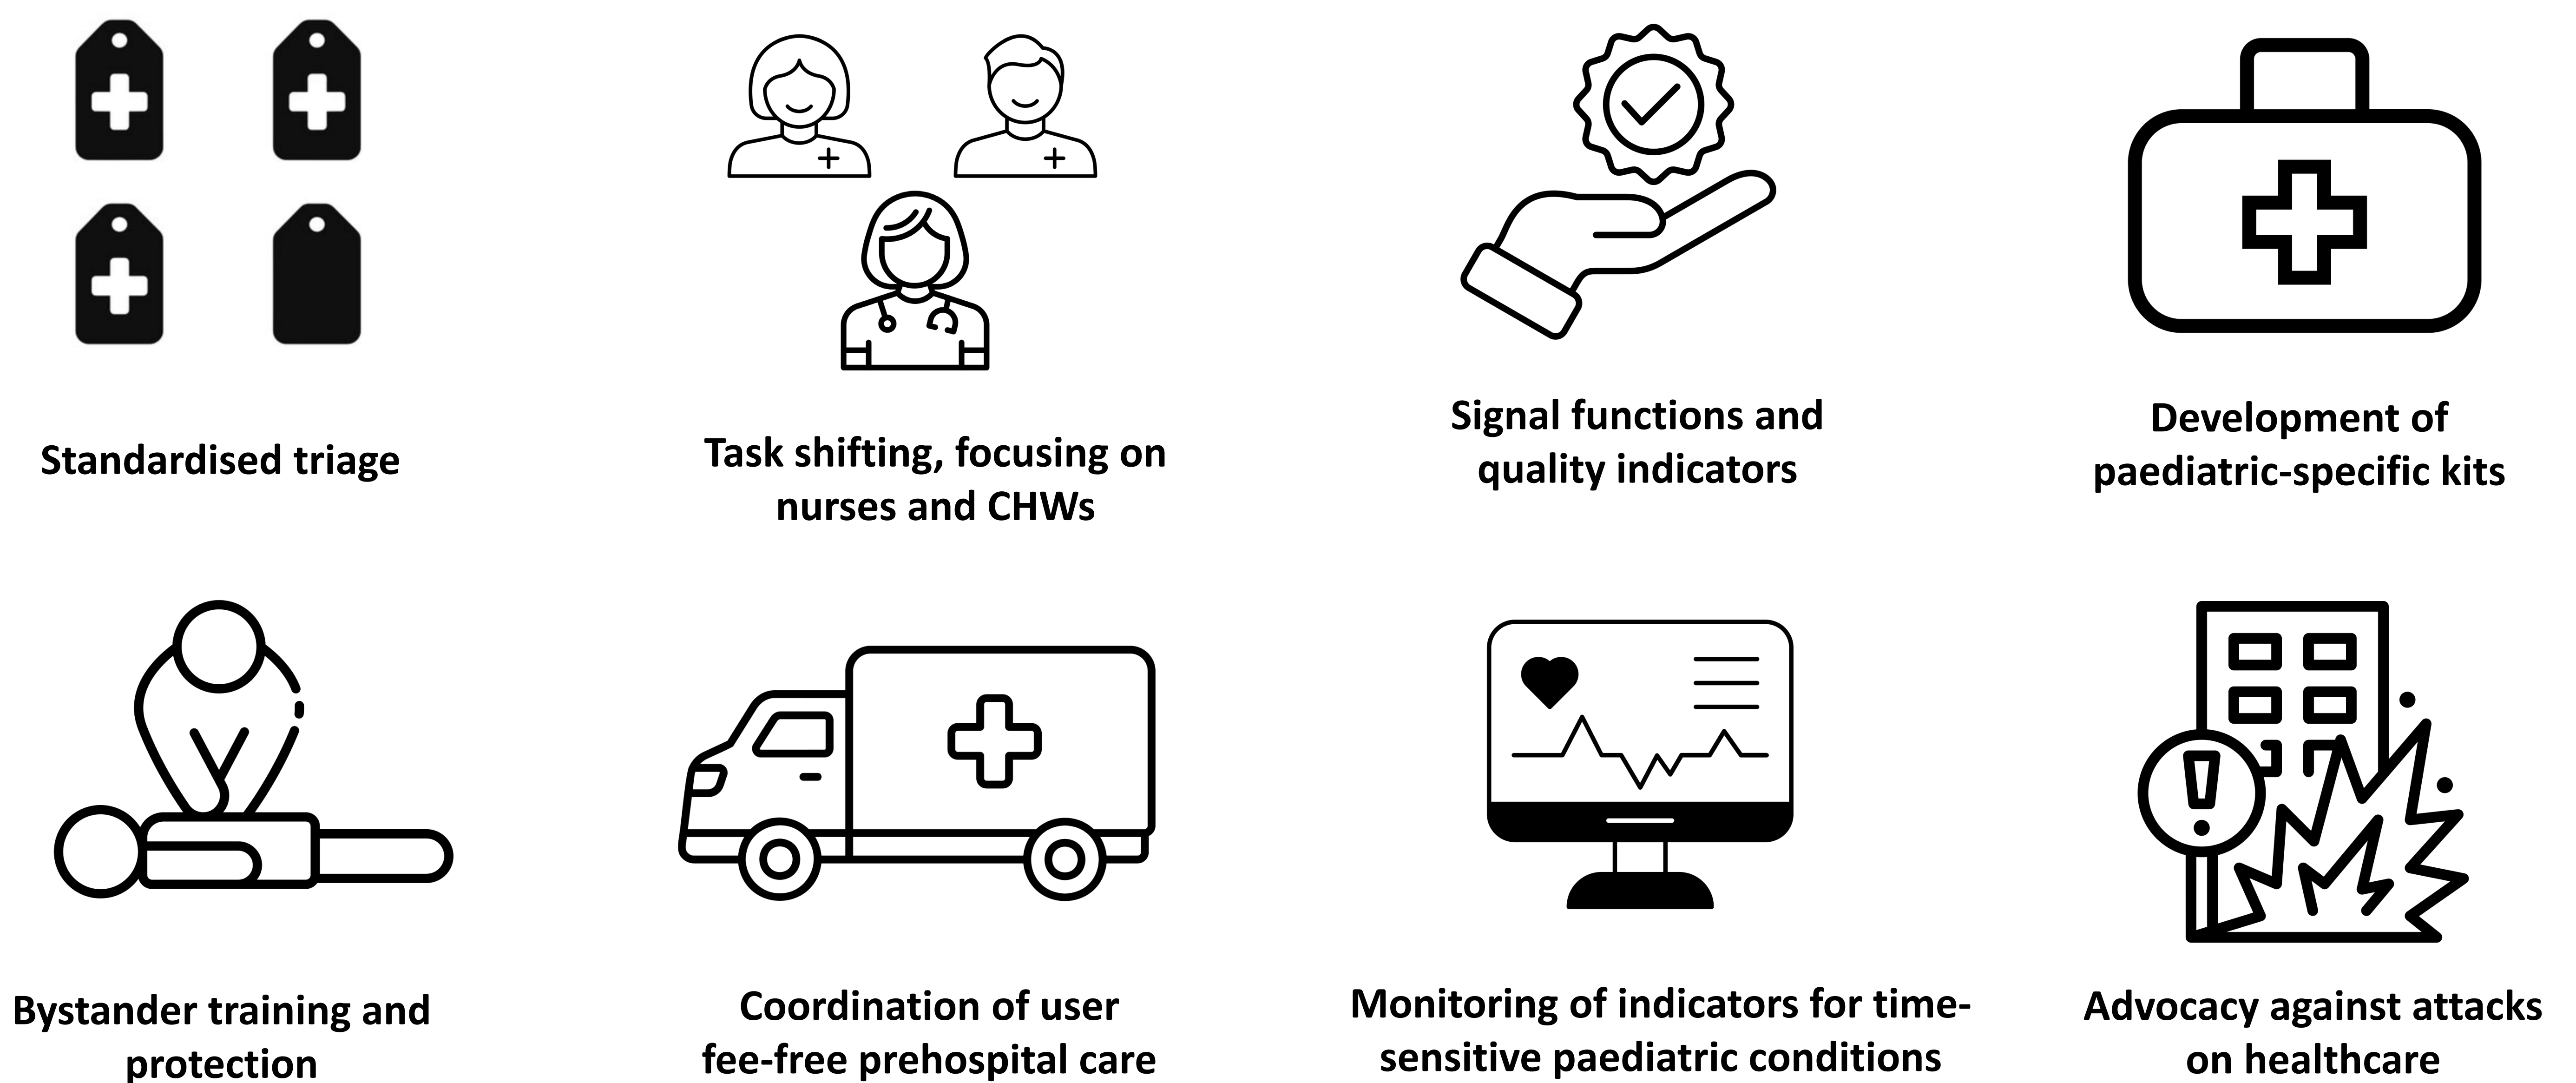 Standardised triage
Task shifting, focusing on
nurses and CHWs
Signal functions and
quality indicators
Development of
paediatric-specific kits
Bystander training and
protection
Coordination of user
fee-free prehospital care
Monitoring of indicators for time-
sensitive paediatric conditions
Advocacy against attacks
on healthcare